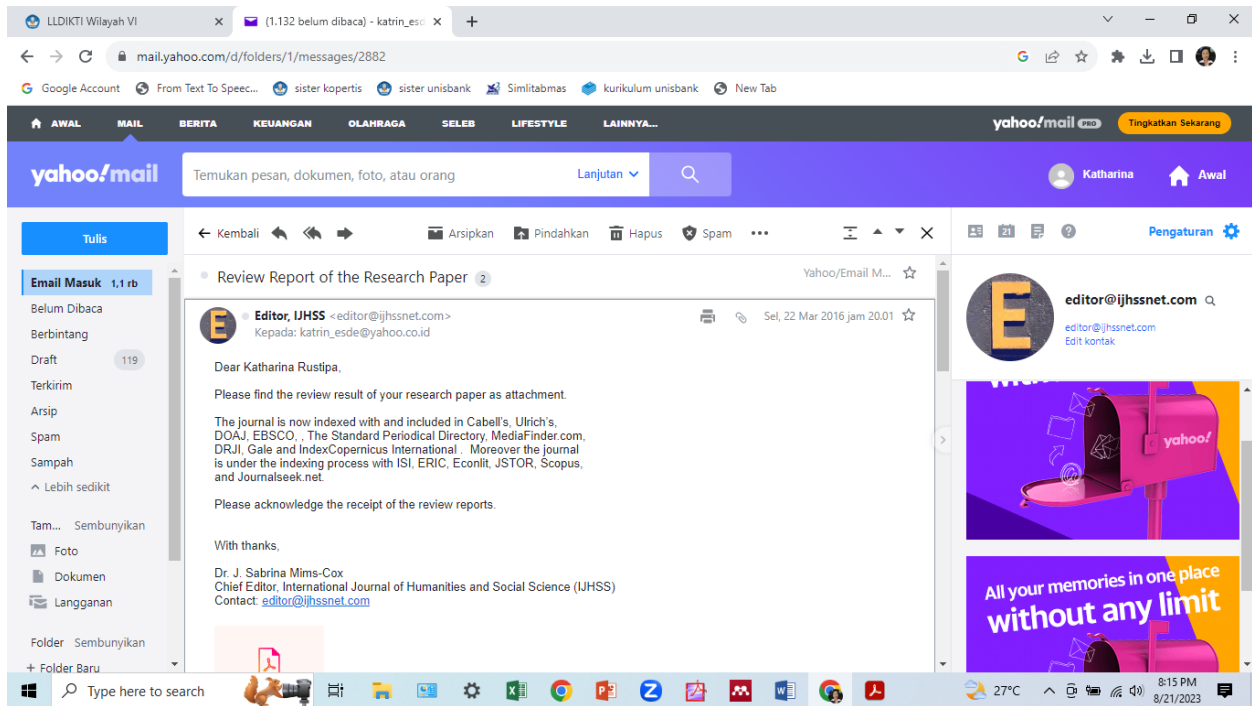 LLDIKTI Wilayah VI
(1.132 belum dibaca) - katrin_esd
mail.yahoo.com/d/folders/1/messages/2882
Google Account From Text To Speec... sister kopertis sister unisbank Simlitabmas kurikulum unisbank New Tab
AWAL MAIL BERITA KEUANGAN OLAHRAGA SELEB LIFESTYLE LAINNYA... yahoo!mail PRO Tingkatkan Sekarang
yahoo!mail Temukan pesan, dokumen, foto, atau orang Lanjutan Katharina Awal
Tulis
Email Masuk 1,1 rb
Belum Dibaca
Berbintang
Draft 119
Terkirim
Arsip
Spam
Sampah
Lebih sedikit
Tam... Sembunyikan
Foto
Dokumen
Langganan
Folder Sembunyikan
+ Folder Baru
Kembali Arsipkan Pindahkan Hapus Spam
Review Report of the Research Paper 2 Yahoo/Email M...
Editor, IJHSS <editor@ijhssnet.com> Sel, 22 Mar 2016 jam 20.01
Kepada: katrin_esde@yahoo.co.id
Dear Katharina Rustipa,
Please find the review result of your research paper as attachment.
The journal is now indexed with and included in Cabell's, Ulrich's,
DOAJ, EBSCO, , The Standard Periodical Directory, MediaFinder.com,
DRJI, Gale and IndexCopernicus International . Moreover the journal
is under the indexing process with ISI, ERIC, Econlit, JSTOR, Scopus,
and Journalseek.net.
Please acknowledge the receipt of the review reports.
With thanks,
Dr. J. Sabrina Mims-Cox
Chief Editor, International Journal of Humanities and Social Science (IJHSS)
Contact: editor@ijhssnet.com
21 Pengaturan
E
editor@ijhssnet.com
editor@ijhssnet.com
Edit kontak
yahoo!
All your memories in one place
without any limit
Type here to search
27°C
8:15 PM
8/21/2023